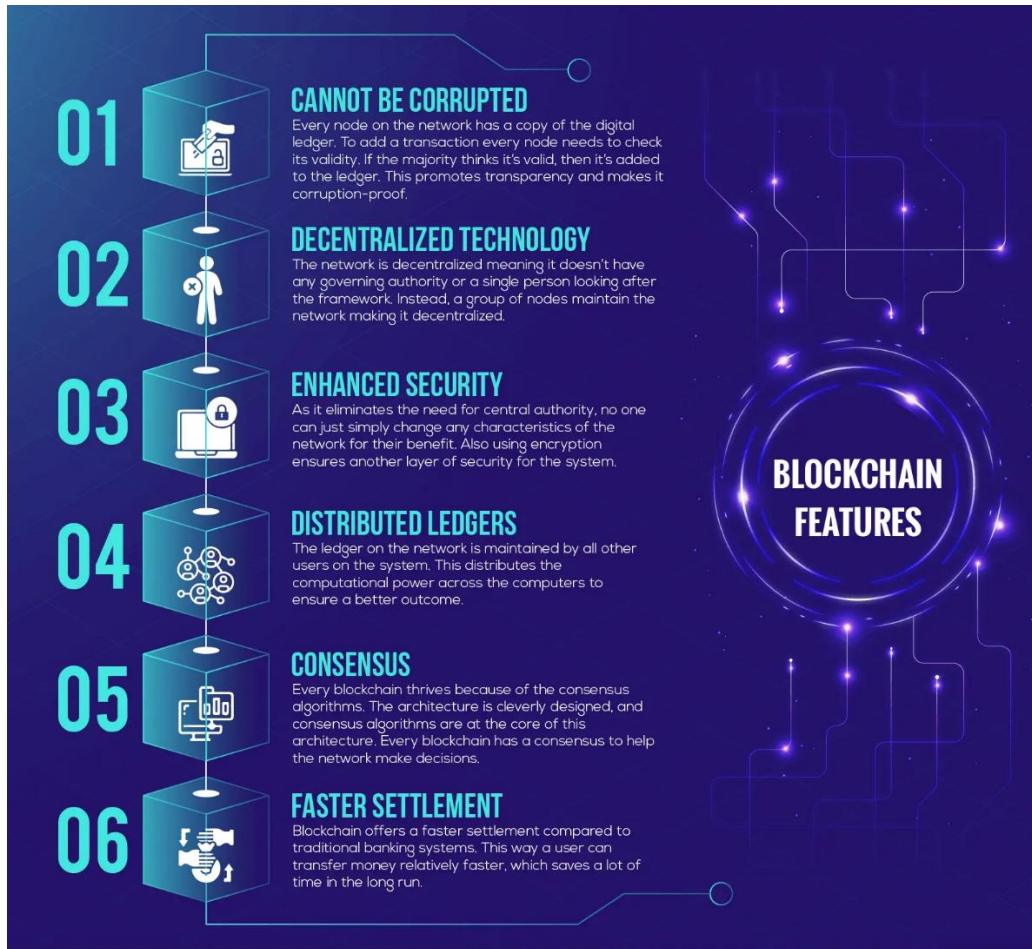 01
CANNOT BE CORRUPTED
Every node on the network has a copy of the digital
ledger. To add a transaction every node needs to check
its validity. If the majority thinks it's valid, then it's added
to the ledger. This promotes transparency and makes it
corruption-proof.
02
DECENTRALIZED TECHNOLOGY
The network is decentralized meaning it doesn't have
any governing authority or a single person looking after
the framework. Instead, a group of nodes maintain the
network making it decentralized.
03
ENHANCED SECURITY
As it eliminates the need for central authority, no one
can just simply change any characteristics of the
network for their benefit. Also using encryption
ensures another layer of security for the system.
04
DISTRIBUTED LEDGERS
The ledger on the network is maintained by all other
users on the system. This distributes the
computational power across the computers to
ensure a better outcome.
05
CONSENSUS
Every blockchain thrives because of the consensus
algorithms. The architecture is cleverly designed, and
consensus algorithms are at the core of this
architecture. Every blockchain has a consensus to help
the network make decisions.
06
FASTER SETTLEMENT
Blockchain offers a faster settlement compared to
traditional banking systems. This way a user can
transfer money relatively faster, which saves a lot of
time in the long run.
BLOCKCHAIN
FEATURES